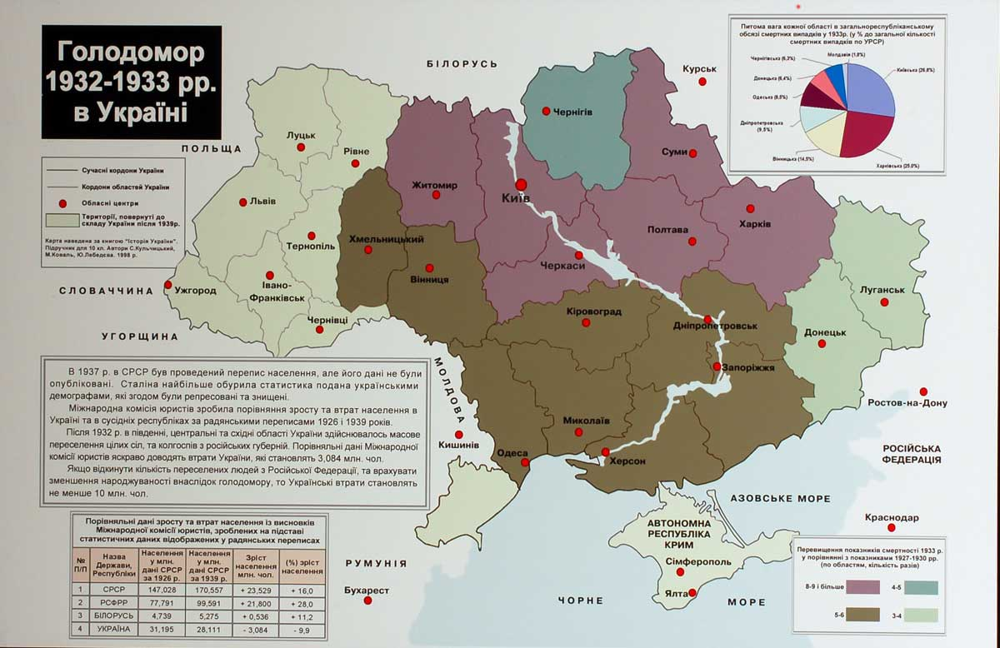 Голодомор
1932-1933 рр.
в Україні
Сучасні кордони України
Кордони областей України
Обласні центри
Території, повернуті до
складу України після 1939р.
Карта наведена за книгою "Історія України".
Підручник для 10 кл. Автори С.Кульчицький,
М.Коваль, Ю.Лебедєва. 1998 р.
Питома вага кожної області в загальнореспубліканському
обсязі смертних випадків у 1933р. (у % до загальної кількості
смертних випадків по УРСР)
Молдавія (1,8%)
Чернігівська (6,3%)
Київська (26,8%)
Донецька (6,4%)
Одеська (8,5%)
Дніпропетровська
(9,5%)
Вінницька (14,5%)
Харківська (25.0%)
БІЛОРУСЬ
Курськ
ПОЛЬЩА
Чернігів
Луцьк
Рівне
Суми
Житомир
Київ
Львів
Харків
Полтава
Тернопіль
Хмельницький
Черкаси
Вінниця
СЛОВАЧЧИНА
Ужгород
Івано-
Франківськ
Луганськ
Чернівці
Кіровоград
Дніпропетровськ
Донецьк
УГОРЩИНА
МОЛДОВА
Запоріжжя
Ростов-на-Дону
Миколаїв
Кишинів
Одеса
Херсон
РОСІЙСЬКА
ФЕДЕРАЦІЯ
АЗОВСЬКЕ МОРЕ
Краснодар
АВТОНОМНА
РЕСПУБЛІКА
КРИМ
Сімферополь
Ялта
РУМУНІЯ
Бухарест
ЧОРНЕ МОРЕ
В 1937 р. в СРСР був проведений перепис населення, але його дані не були
опубліковані. Сталіна найбільше обурила статистика подана українськими
демографами, які згодом були репресовані та знищені.
Міжнародна комісія юристів зробила порівняння зросту та втрат населення в
Україні та в сусідніх республіках за радянськими переписами 1926 і 1939 років.
Після 1932 р. в південні, центральні та східні області України здійснювалось масове
переселення цілих сіл, та колгоспів з російських губерній. Порівняльні дані Міжнародної
комісії юристів яскраво доводять втрати України, які становлять 3,084 млн. чол.
Якщо відкинути кількість переселених людей з Російської Федерації, та врахувати
зменшення народжуваності внаслідок голодомору, то Українські втрати становлять
не менше 10 млн. чол.
Порівняльні дані зросту та втрат населення із висновків
Міжнародної комісії юристів, зроблених на підставі
статистичних даних відображених у радянських переписах
№ П/П Назва Держави, Республіки Населення у млн. дані СРСР за 1926 р. Населення у млн. дані СРСР за 1939 р. Зріст населення млн. чол. (%) зріст населення
1 СРСР 147,028 170,557 + 23,529 + 16,0
2 РСФРР 77,791 99,591 + 21,800 + 28,0
3 БІЛОРУСЬ 4,739 5,275 + 0,536 + 11,2
4 УКРАЇНА 31,195 28,111 - 3,084 - 9,9
Перевищення показників смертності 1933 р.
у порівнянні з показниками 1927-1930 рр.
(по областям, кількість разів)
8-9 і більше 4-5
5-6 3-4